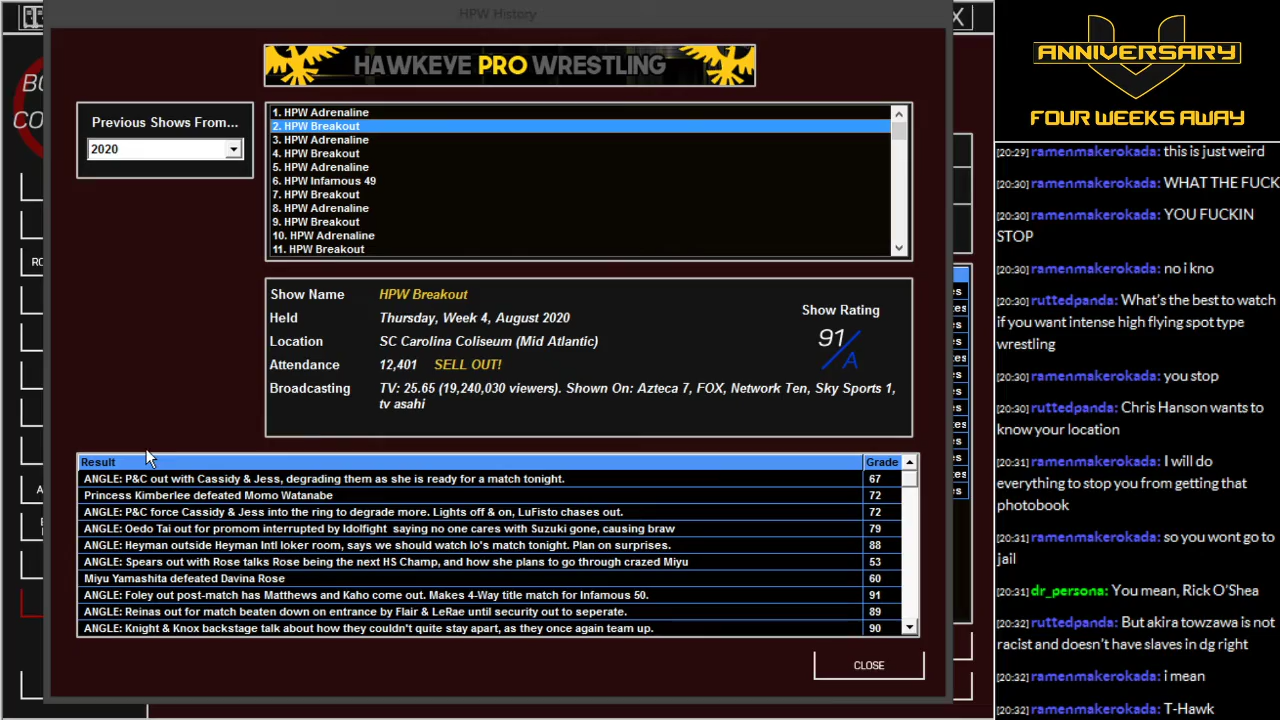 HPW History
X
HAWKEYE PRO WRESTLING
Previous Shows From...
2020
1. HPW Adrenaline
2. HPW Breakout
3. HPW Adrenaline
4. HPW Breakout
5. HPW Adrenaline
6. HPW Infamous 49
7. HPW Breakout
8. HPW Adrenaline
9. HPW Breakout
10. HPW Adrenaline
11. HPW Breakout
Show Name HPW Breakout
Held Thursday, Week 4, August 2020
Location SC Carolina Coliseum (Mid Atlantic)
Attendance 12,401 SELL OUT!
Broadcasting TV: 25.65 (19,240,030 viewers). Shown On: Azteca 7, FOX, Network Ten, Sky Sports 1,
tv asahi
Show Rating
91/A
Result Grade
ANGLE: P&C out with Cassidy & Jess, degrading them as she is ready for a match tonight. 67
Princess Kimberlee defeated Momo Watanabe 72
ANGLE: P&C force Cassidy & Jess into the ring to degrade more. Lights off & on, LuFisto chases out. 72
ANGLE: Oedo Tai out for promom interrupted by Idolfight saying no one cares with Suzuki gone, causing braw 79
ANGLE: Heyman outside Heyman Intl loker room, says we should watch Io's match tonight. Plan on surprises. 88
ANGLE: Spears out with Rose talks Rose being the next HS Champ, and how she plans to go through crazed Miyu 53
Miyu Yamashita defeated Davina Rose 60
ANGLE: Foley out post-match has Matthews and Kaho come out. Makes 4-Way title match for Infamous 50. 91
ANGLE: Reinas out for match beaten down on entrance by Flair & LeRae until security out to seperate. 89
ANGLE: Knight & Knox backstage talk about how they couldn't quite stay apart, as they once again team up. 90
CLOSE
ANNIVERSARY
FOUR WEEKS AWAY
[20:29] ramenmakerokada: this is just weird
[20:30] ramenmakerokada: WHAT THE FUCK
[20:30] ramenmakerokada: YOU FUCKIN
STOP
[20:30] ramenmakerokada: no i kno
[20:30] ruttedpanda: What's the best to watch
if you want intense high flying spot type
wrestling
[20:30] ramenmakerokada: you stop
[20:30] ruttedpanda: Chris Hanson wants to
know your location
[20:31] ramenmakerokada: I will do
everything to stop you from getting that
photobook
[20:31] ramenmakerokada: so you wont go to
jail
[20:31] dr_persona: You mean, Rick O'Shea
[20:32] ruttedpanda: But akira towzawa is not
racist and doesn't have slaves in dg right
[20:32] ramenmakerokada: i mean
[20:32] ramenmakerokada: T-Hawk